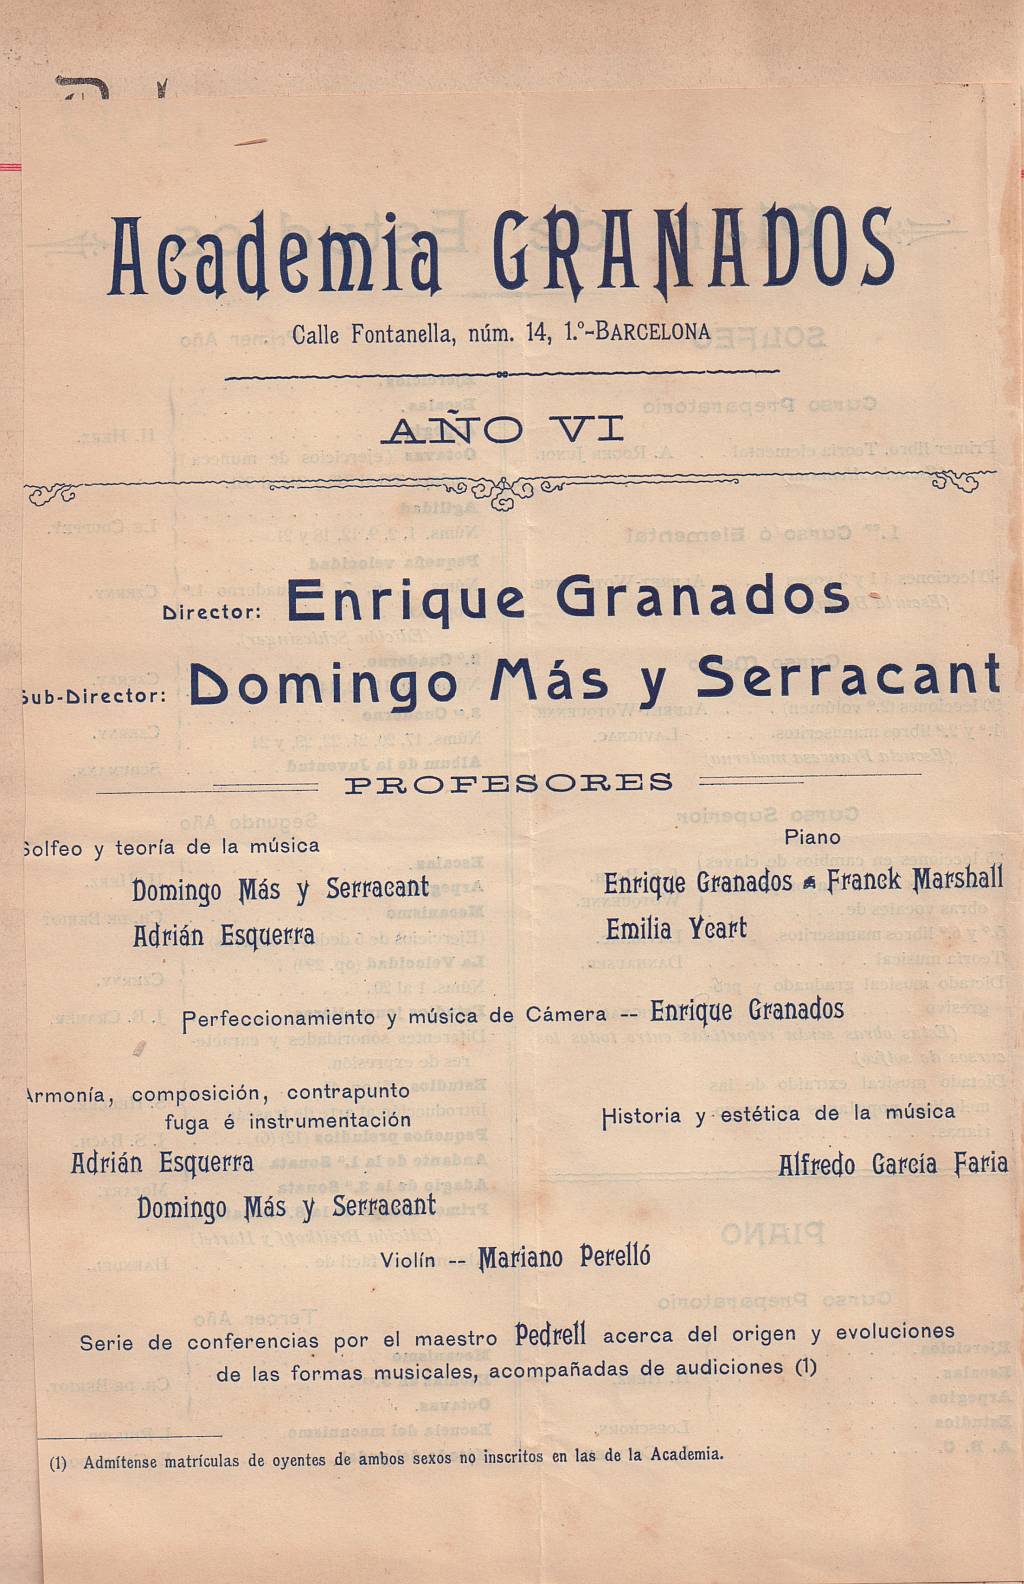 Academia GRANADOS
Calle Fontanella, núm. 14, 1.º-BARCELONA
AÑO VI
Director: Enrique Granados
Sub-Director: Domingo Más y Serracant
PROFESORES
Solfeo y teoría de la música
Domingo Más y Serracant
Adrián Esquerra
Piano
Enrique Granados Franck Marshall
Emilia Ycart
Perfeccionamiento y música de Cámara -- Enrique Granados
Armonía, composición, contrapunto
fuga é instrumentación
Adrián Esquerra
Domingo Más y Serracant
Historia y estética de la música
Alfredo García Faria
Violín -- Mariano Perelló
Serie de conferencias por el maestro Pedrell acerca del origen y evoluciones
de las formas musicales, acompañadas de audiciones (1)
(1) Admítense matrículas de oyentes de ambos sexos no inscritos en las de la Academia.